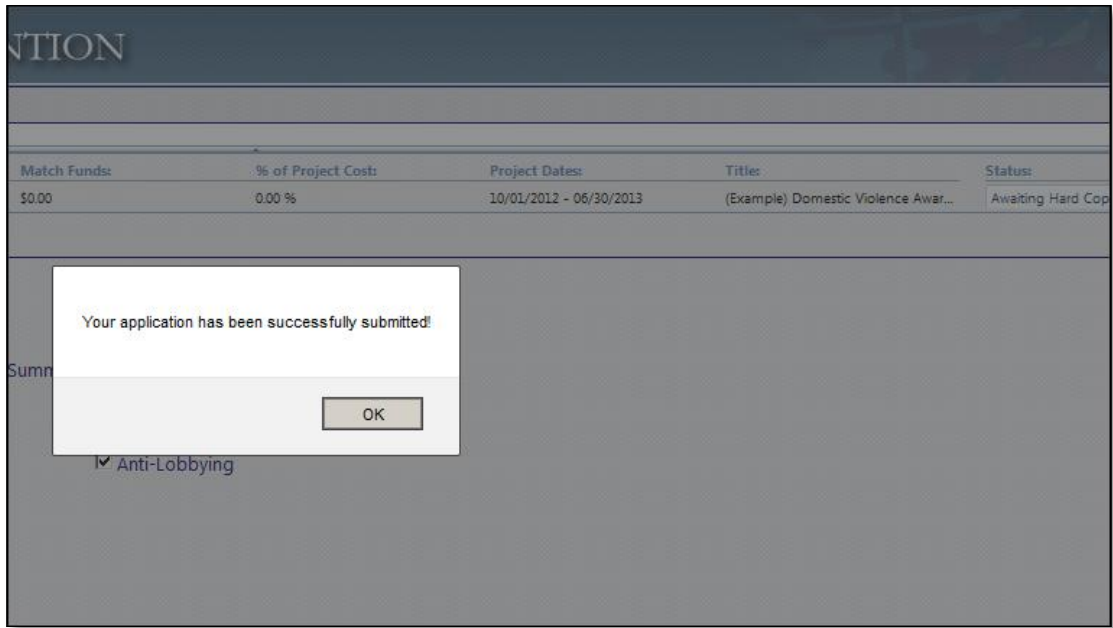 NTION
Match Funds: % of Project Cost: Project Dates: Title: Status:
$0.00 0.00 % 10/01/2012 - 06/30/2013 (Example) Domestic Violence Awar... Awaiting Hard Cop
Your application has been successfully submitted!
Summ
OK
Anti-Lobbying